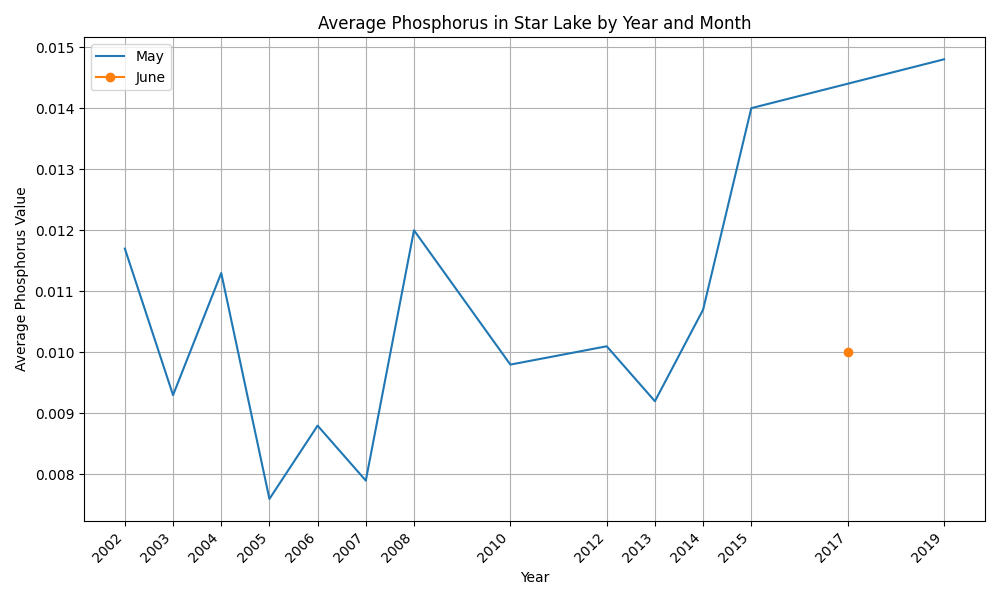 Average Phosphorus in Star Lake by Year and Month
May
June
Average Phosphorus Value
0.015
0.014
0.013
0.012
0.011
0.010
0.009
0.008
2002 2003 2004 2005 2006 2007 2008 2010 2012 2013 2014 2015 2017 2019
Year